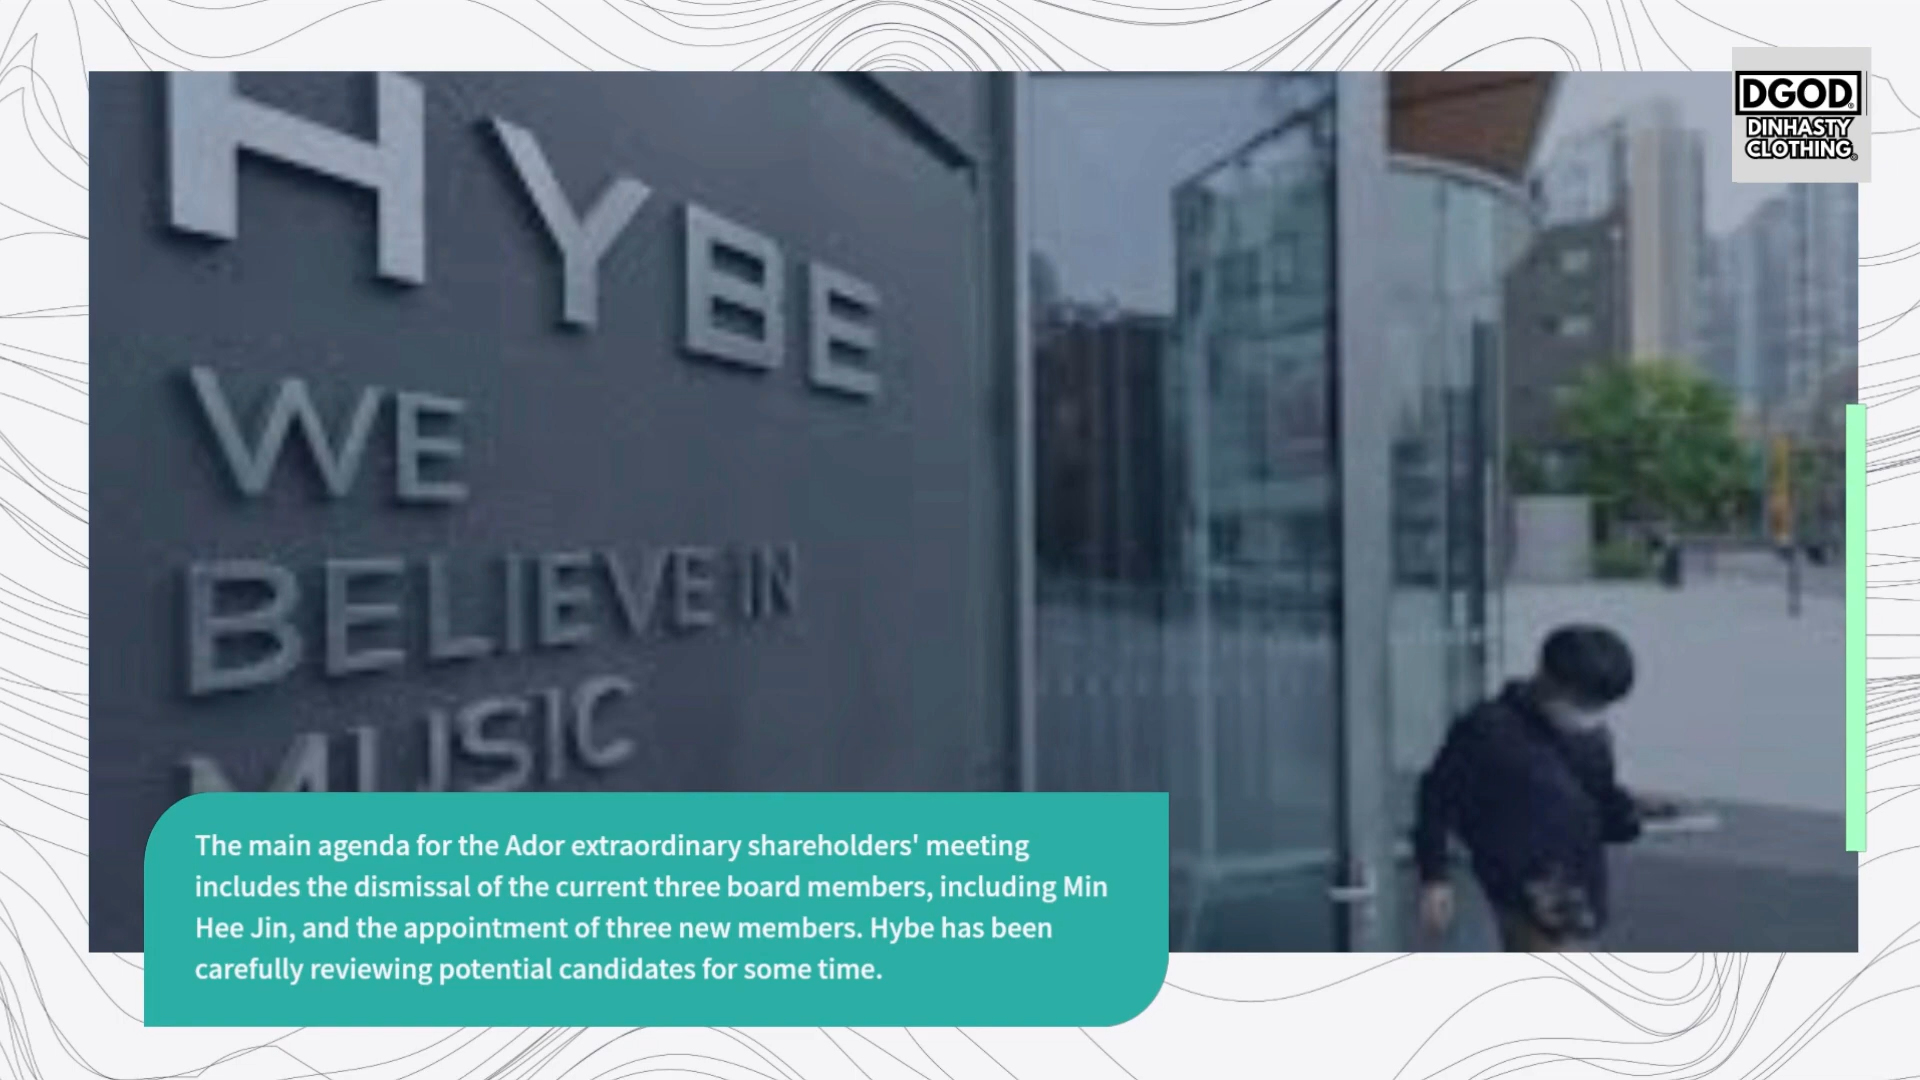 DGOD
DINHASTY
CLOTHING
HYBE
WE
BELIEVE IN
MUSIC
The main agenda for the Ador extraordinary shareholders' meeting
includes the dismissal of the current three board members, including Min
Hee Jin, and the appointment of three new members. Hybe has been
carefully reviewing potential candidates for some time.